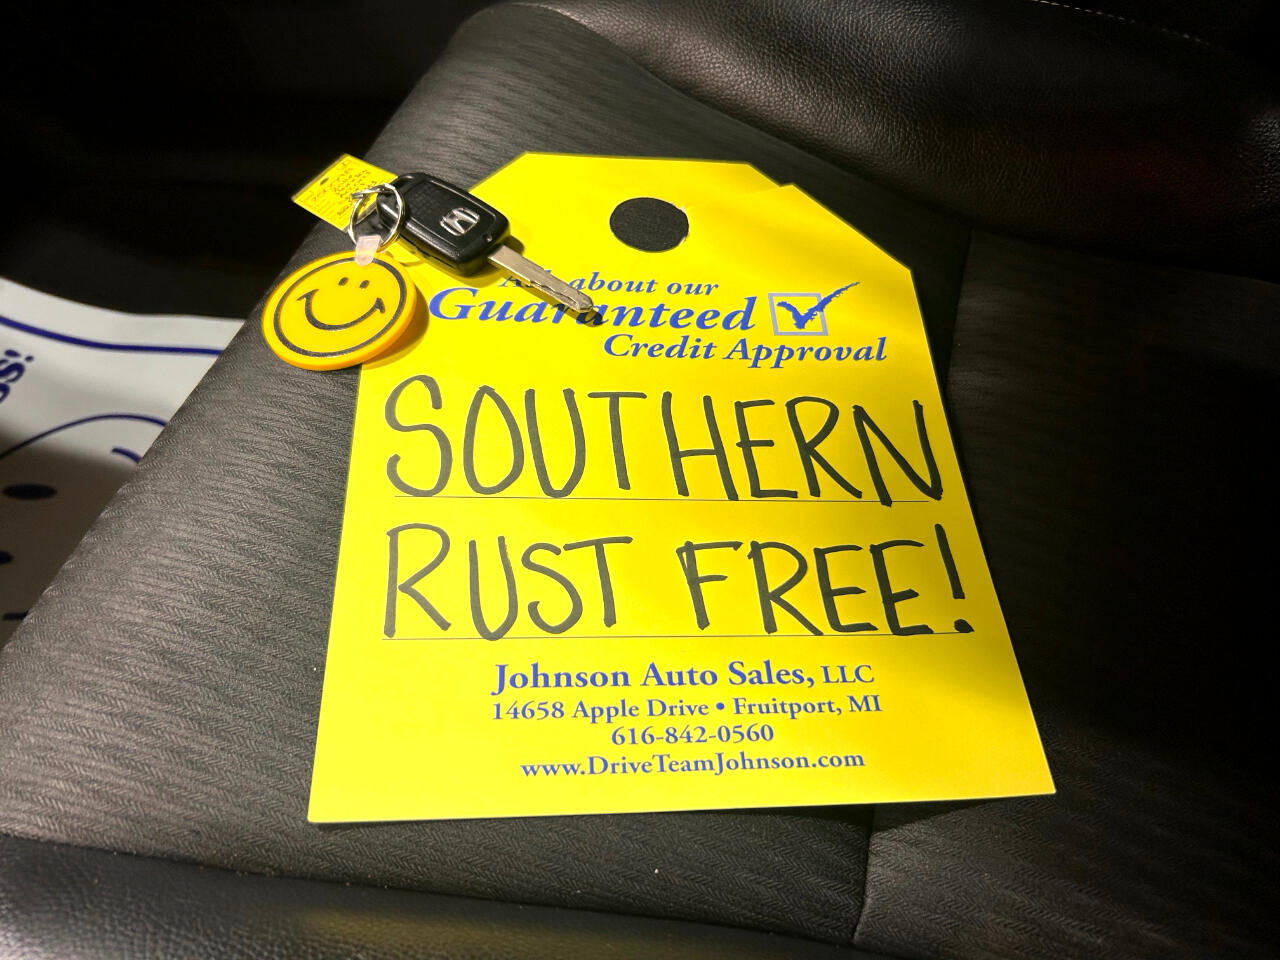 Ask about our
Guaranteed
Credit Approval
SOUTHERN
RUST FREE!
Johnson Auto Sales, LLC
14658 Apple Drive • Fruitport, MI
616-842-0560
www.DriveTeamJohnson.com